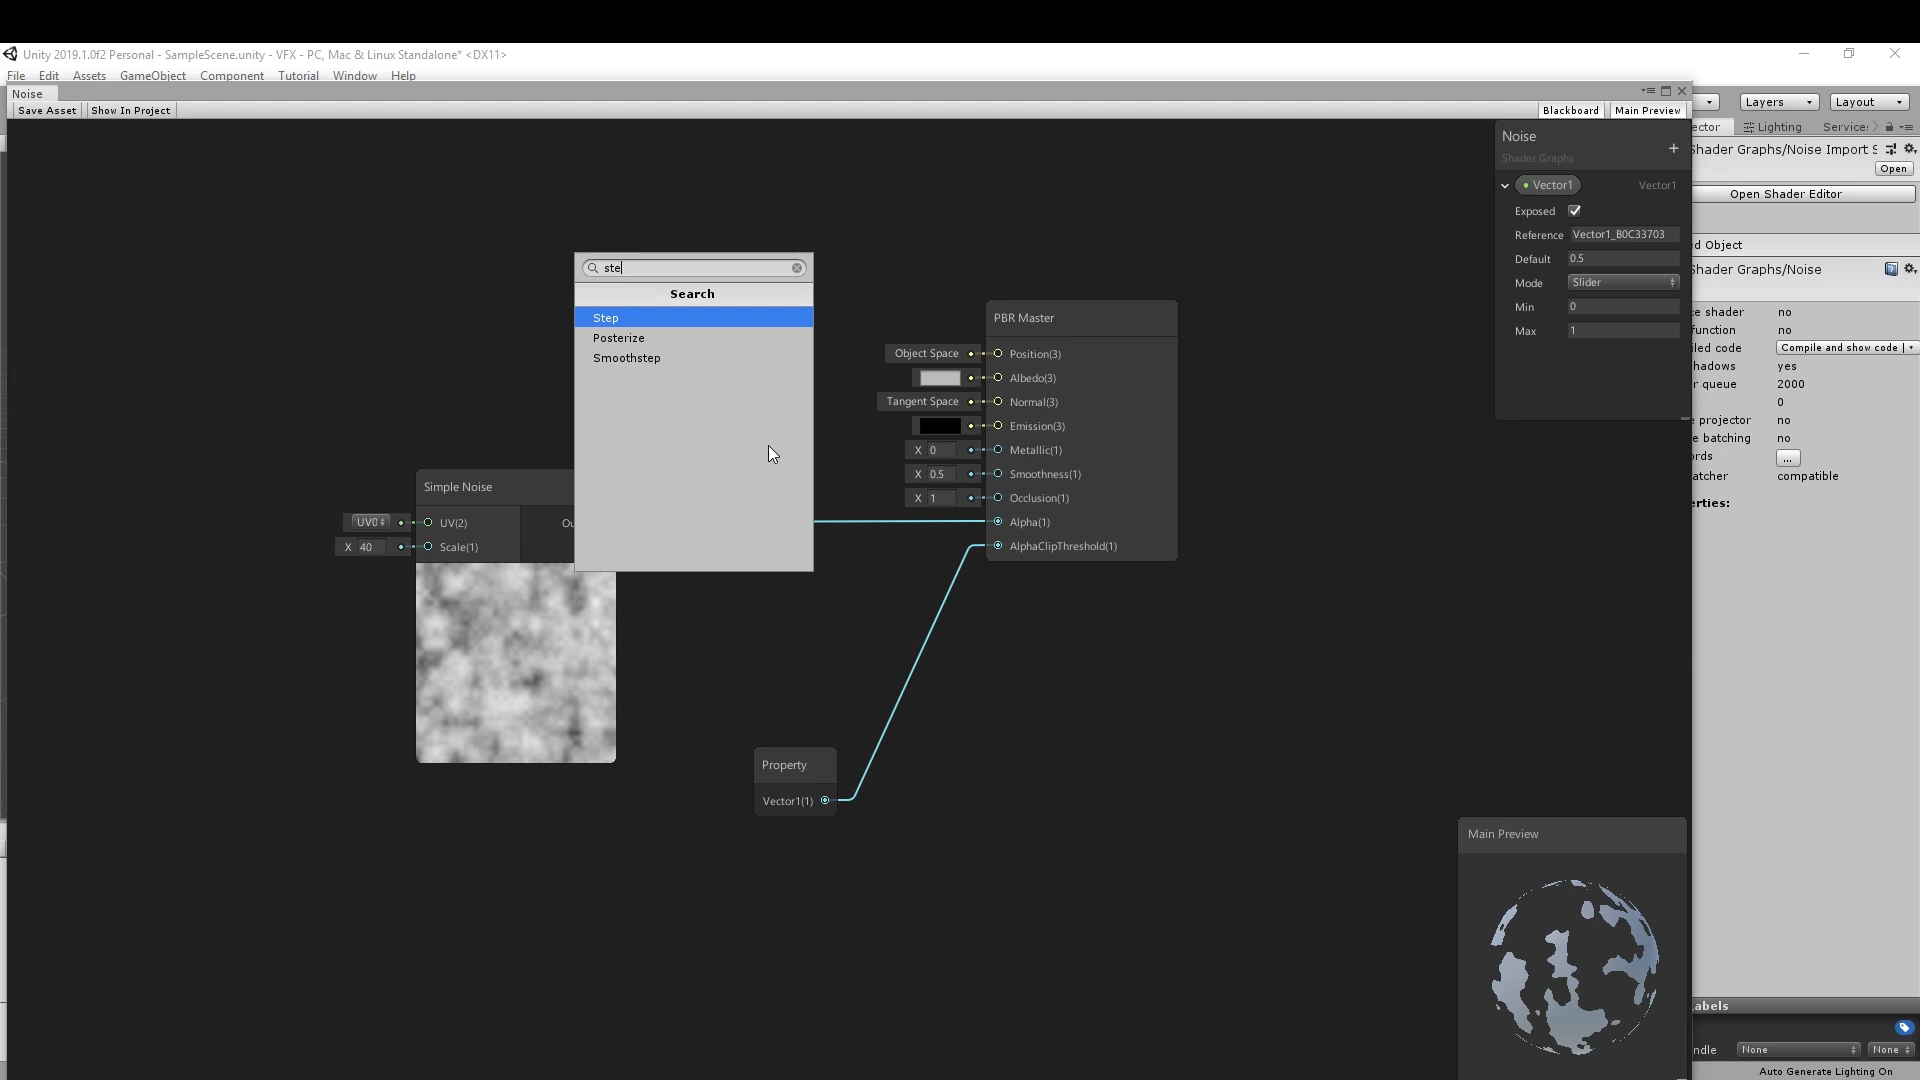 Unity 2019.1.0f2 Personal - SampleScene.unity - VFX - PC, Mac & Linux Standalone* <DX11>
File Edit Assets GameObject Component Tutorial Window Help
Noise
Save Asset Show In Project Blackboard Main Preview
Layers Layout
ector Lighting Service:
Noise
Shader Graphs
Vector1 Vector1
Exposed
Reference Vector1_B0C33703
Default 0.5
Mode Slider
Min 0
Max 1
Shader Graphs/Noise Import S
Open
Open Shader Editor
ed Object
Shader Graphs/Noise
shader no
function no
iled code Compile and show code |
hadows yes
r queue 2000
0
projector no
e batching no
ords ...
atcher compatible
erties:
ste
Search
Step
Posterize
Smoothstep
PBR Master
Object Space Position(3)
Albedo(3)
Tangent Space Normal(3)
Emission(3)
X 0 Metallic(1)
X 0.5 Smoothness(1)
X 1 Occlusion(1)
Alpha(1)
AlphaClipThreshold(1)
Simple Noise
UV0 UV(2) Ou
X 40 Scale(1)
Property
Vector1(1)
Main Preview
abels
ndle None None
Auto Generate Lighting On